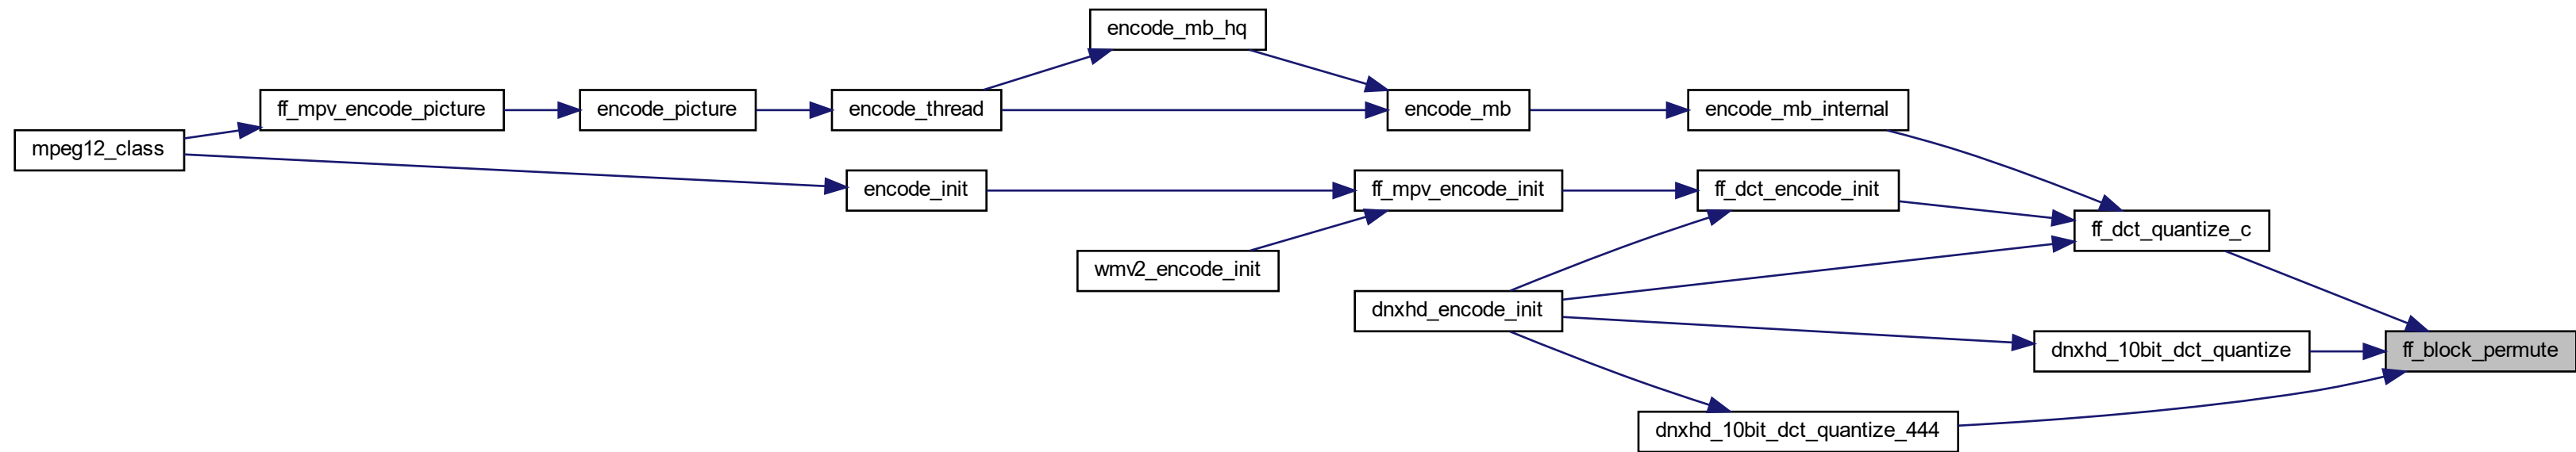 encode_mb_hq
ff_mpv_encode_picture
encode_picture
encode_thread
encode_mb
encode_mb_internal
mpeg12_class
encode_init
ff_mpv_encode_init
ff_dct_encode_init
ff_dct_quantize_c
wmv2_encode_init
dnxhd_encode_init
dnxhd_10bit_dct_quantize
ff_block_permute
dnxhd_10bit_dct_quantize_444